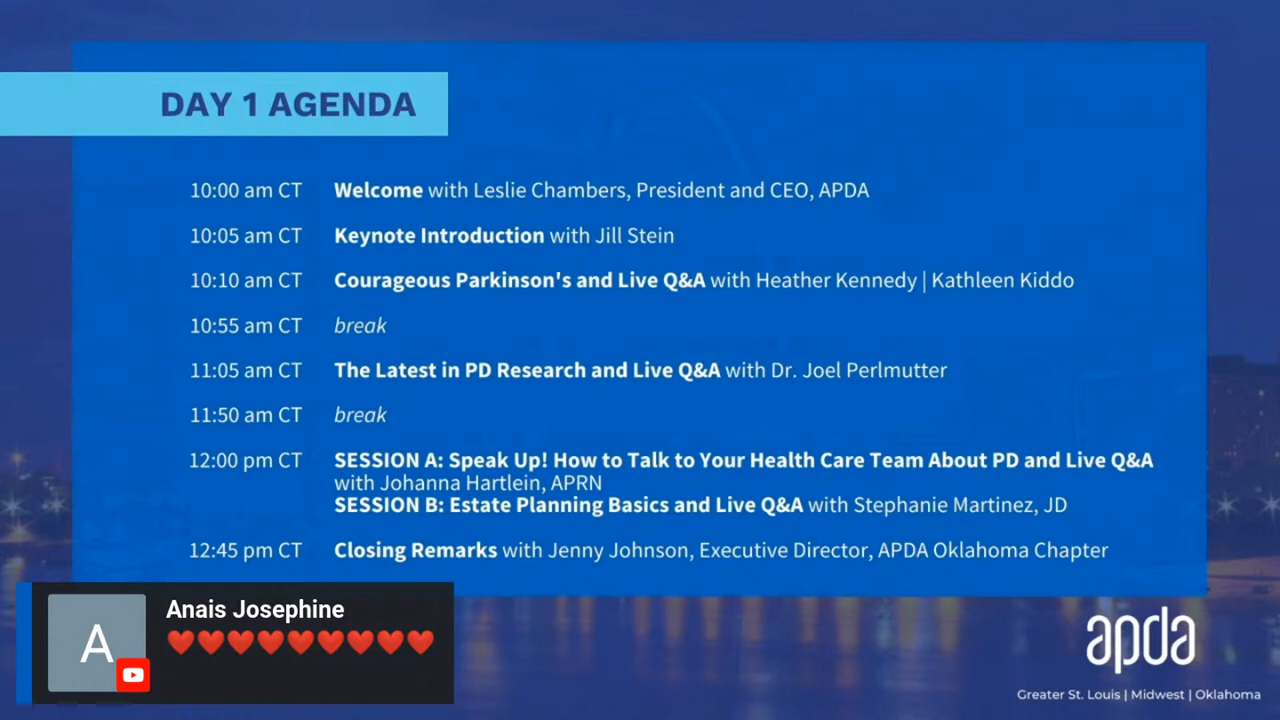 DAY 1 AGENDA
10:00 am CT Welcome with Leslie Chambers, President and CEO, APDA
10:05 am CT Keynote Introduction with Jill Stein
10:10 am CT Courageous Parkinson's and Live Q&A with Heather Kennedy | Kathleen Kiddo
10:55 am CT break
11:05 am CT The Latest in PD Research and Live Q&A with Dr. Joel Perlmutter
11:50 am CT break
12:00 pm CT SESSION A: Speak Up! How to Talk to Your Health Care Team About PD and Live Q&A
with Johanna Hartlein, APRN
SESSION B: Estate Planning Basics and Live Q&A with Stephanie Martinez, JD
12:45 pm CT Closing Remarks with Jenny Johnson, Executive Director, APDA Oklahoma Chapter
A
Anais Josephine
❤️❤️❤️❤️❤️❤️❤️❤️❤️
apda
Greater St. Louis | Midwest | Oklahoma